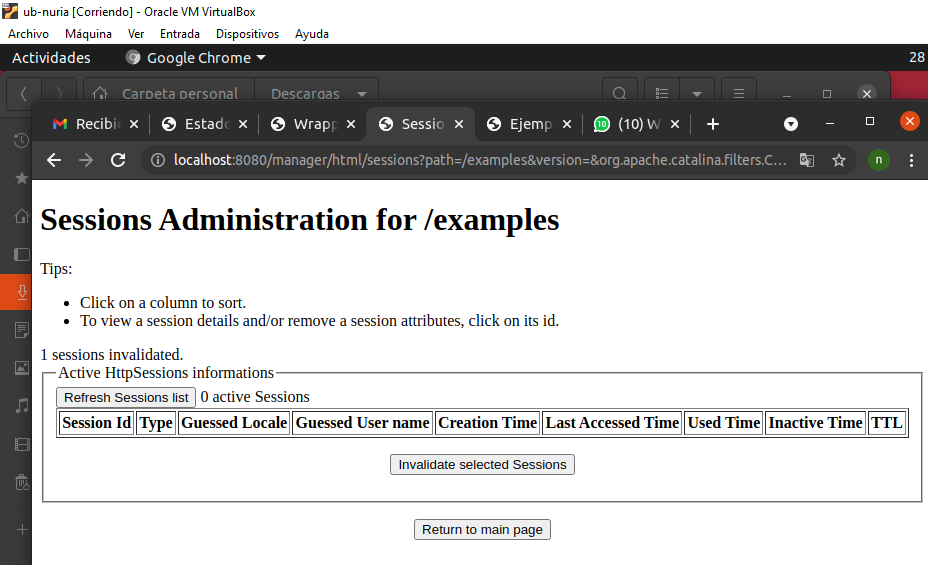 ub-nuria [Corriendo] - Oracle VM VirtualBox
Archivo Máquina Ver Entrada Dispositivos Ayuda
Actividades Google Chrome 28
Carpeta personal Descargas
Recibic Estado Wrapp Sessio Ejemp (10) W
localhost:8080/manager/html/sessions?path=/examples&version=&org.apache.catalina.filters.C... n
Sessions Administration for /examples
Tips:
• Click on a column to sort.
• To view a session details and/or remove a session attributes, click on its id.
1 sessions invalidated.
Active HttpSessions informations
Refresh Sessions list 0 active Sessions
Session Id Type Guessed Locale Guessed User name Creation Time Last Accessed Time Used Time Inactive Time TTL
Invalidate selected Sessions
Return to main page